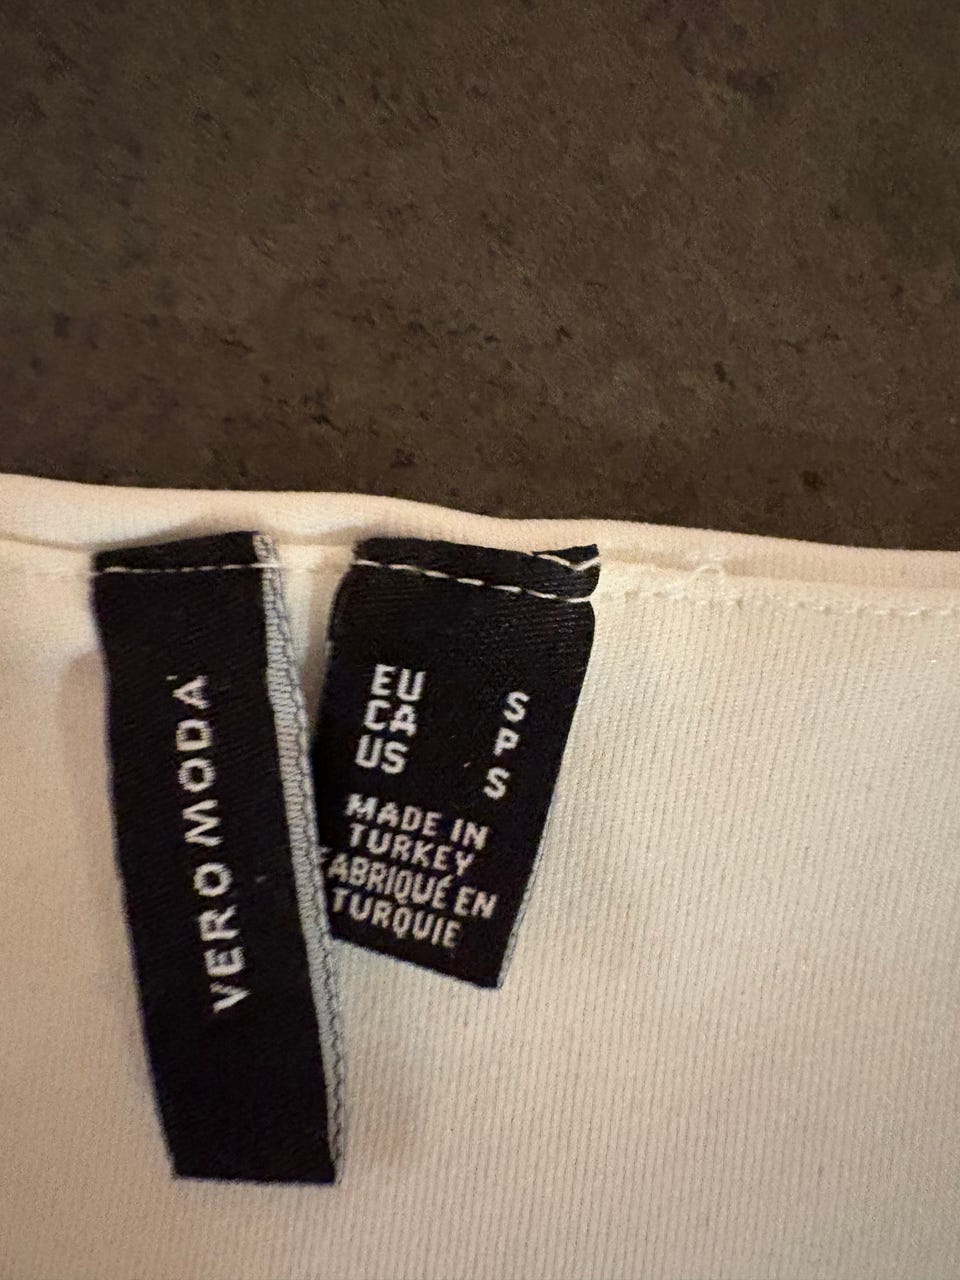 VERO MODA
EU S
CA P
US S
MADE IN
TURKEY
FABRIQUÉ EN
TURQUIE